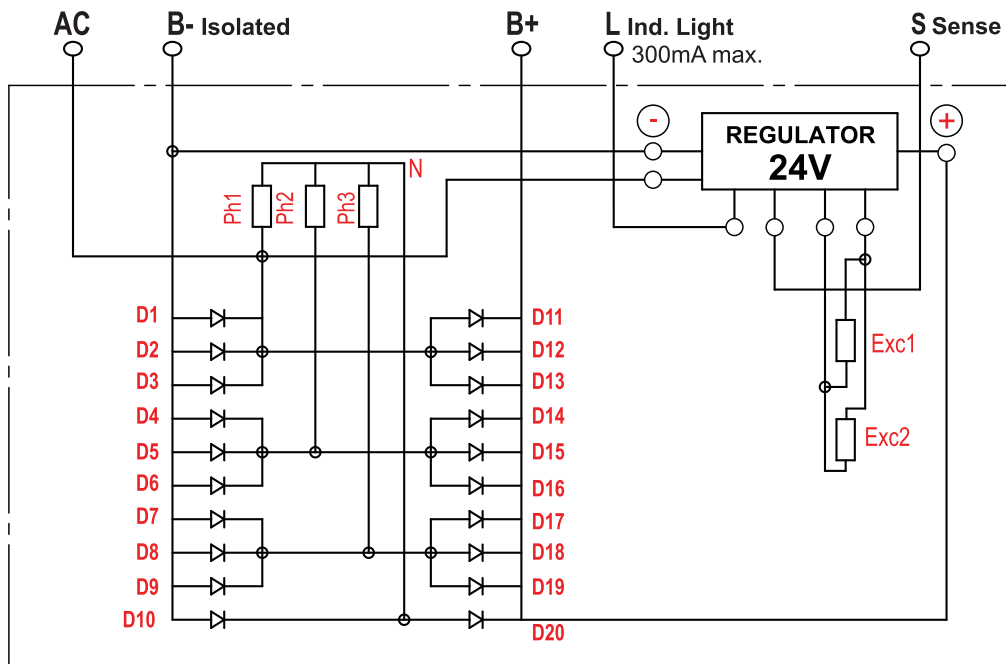 AC
B- Isolated
B+
L Ind. Light
300mA max.
S Sense
-
+
REGULATOR
24V
N
Ph1
Ph2
Ph3
D1
D2
D3
D4
D5
D6
D7
D8
D9
D10
D11
D12
D13
D14
D15
D16
D17
D18
D19
D20
Exc1
Exc2